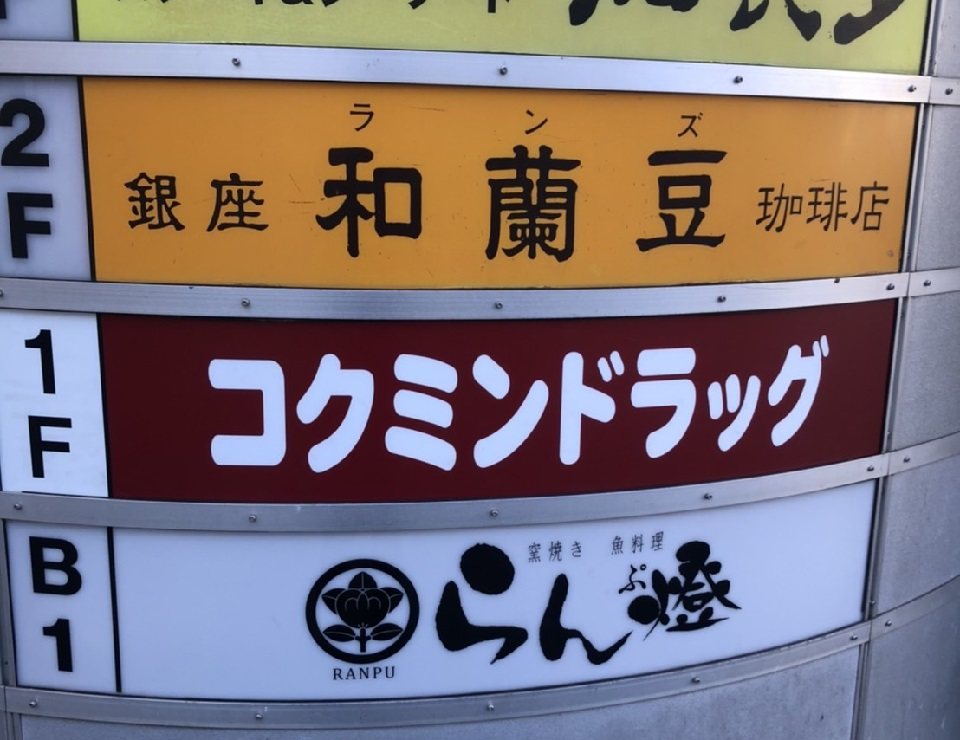 2F
ランズ
銀座 和蘭豆 珈琲店
1F
コクミンドラッグ
B1
窯焼き 魚料理
らんぷ燈
RANPU